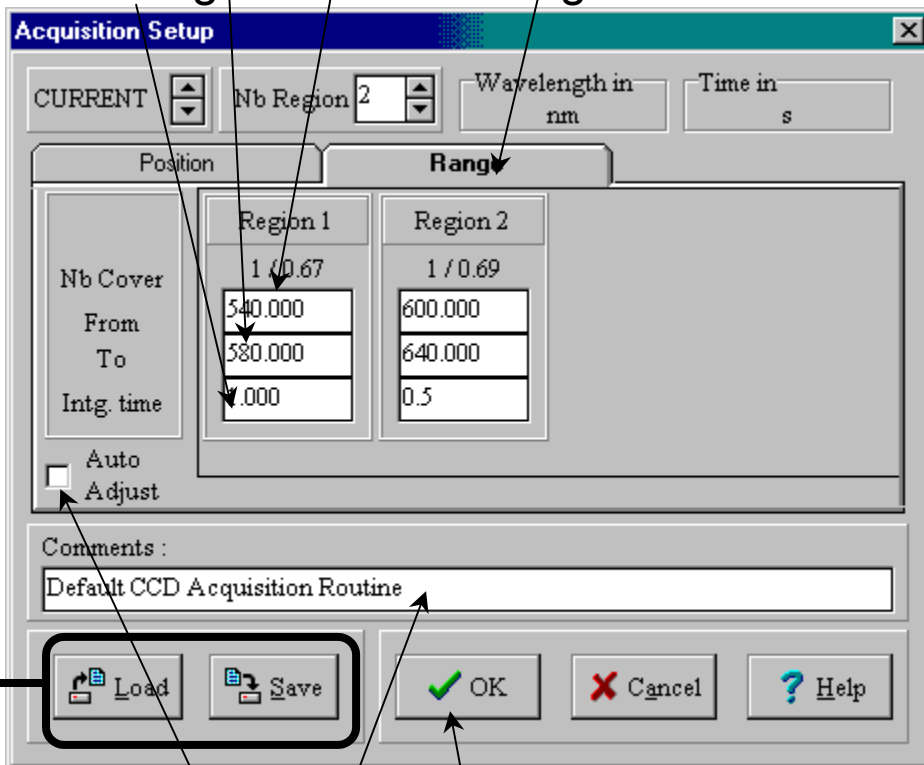 Acquisition Setup
CURRENT
Nb Region 2
Wavelength in
nm
Time in
s
Position
Range
Region 1
Region 2
Nb Cover
1 / 0.67
1 / 0.69
From
540.000
600.000
To
580.000
640.000
Intg. time
1.000
0.5
Auto
Adjust
Comments :
Default CCD Acquisition Routine
Load
Save
OK
Cancel
Help